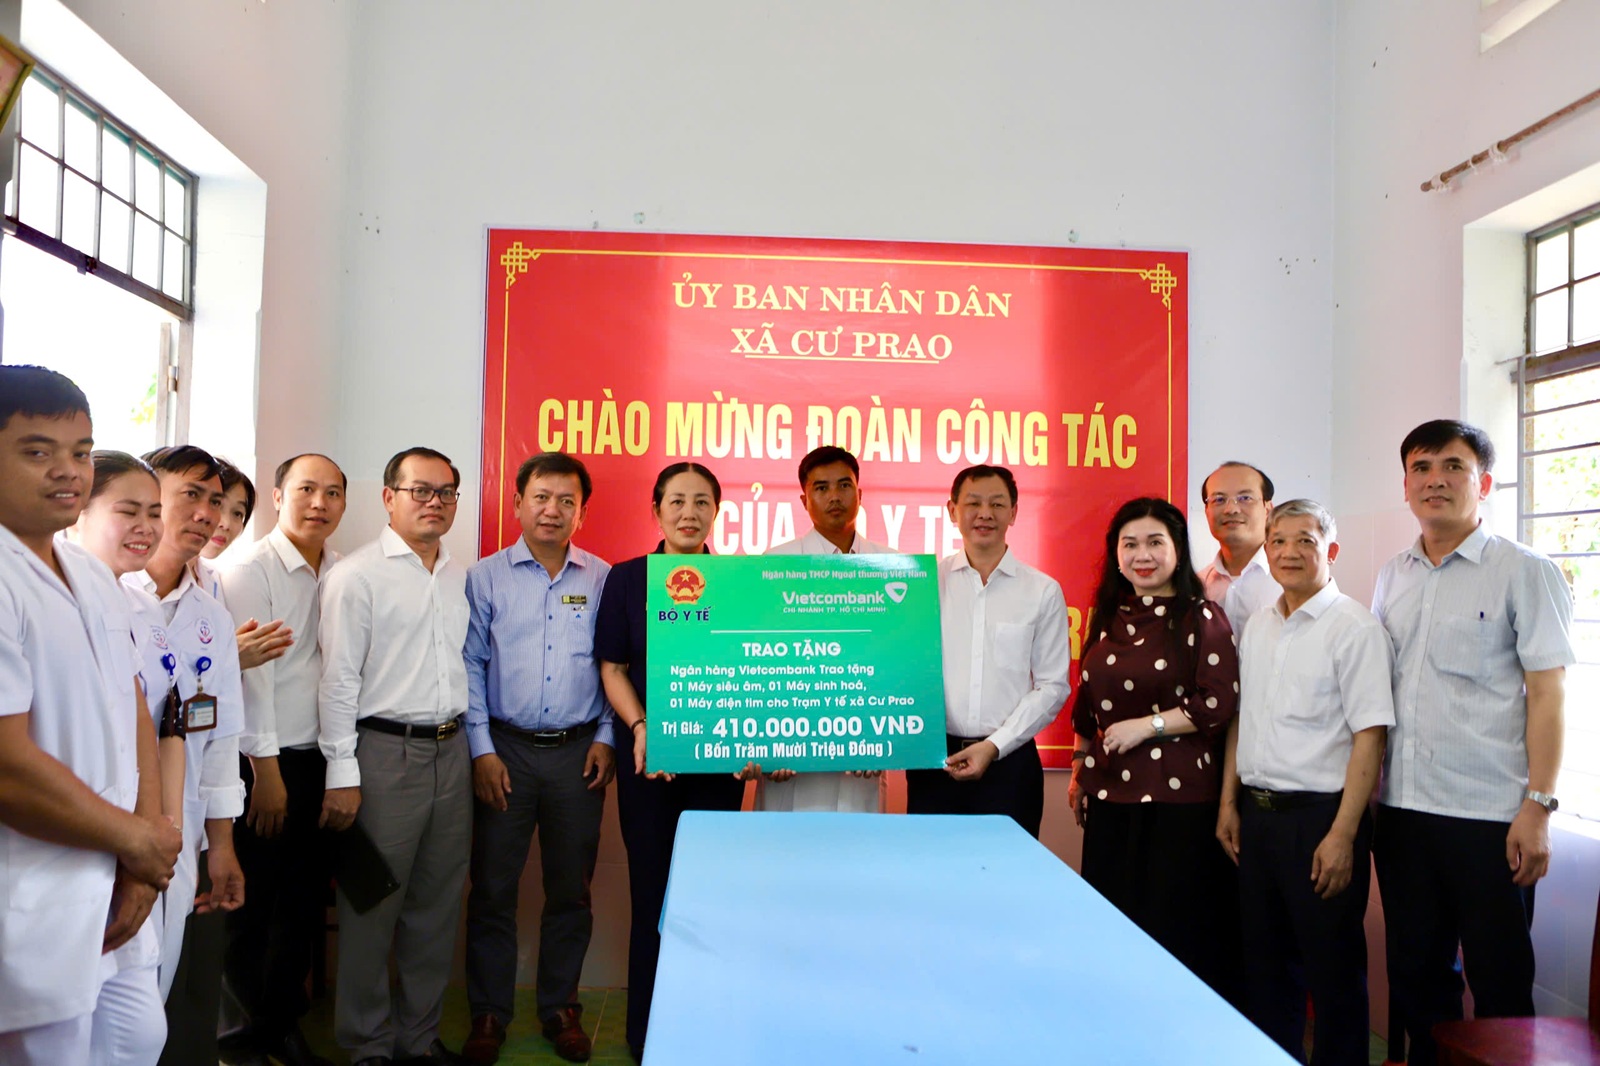 ỦY BAN NHÂN DÂN
XÃ CƯ PRAO
CHÀO MỪNG ĐOÀN CÔNG TÁC
CỦA Y TẾ
BỘ Y TẾ
Ngân hàng TMCP Ngoại thương Việt Nam
Vietcombank
CHI NHÁNH TP. HỒ CHÍ MINH
TRAO TẶNG
Ngân hàng Vietcombank Trao tặng
01 Máy siêu âm, 01 Máy sinh hoá,
01 Máy điện tim cho Trạm Y tế xã Cư Prao
Trị Giá: 410.000.000 VNĐ
( Bốn Trăm Mười Triệu Đồng )